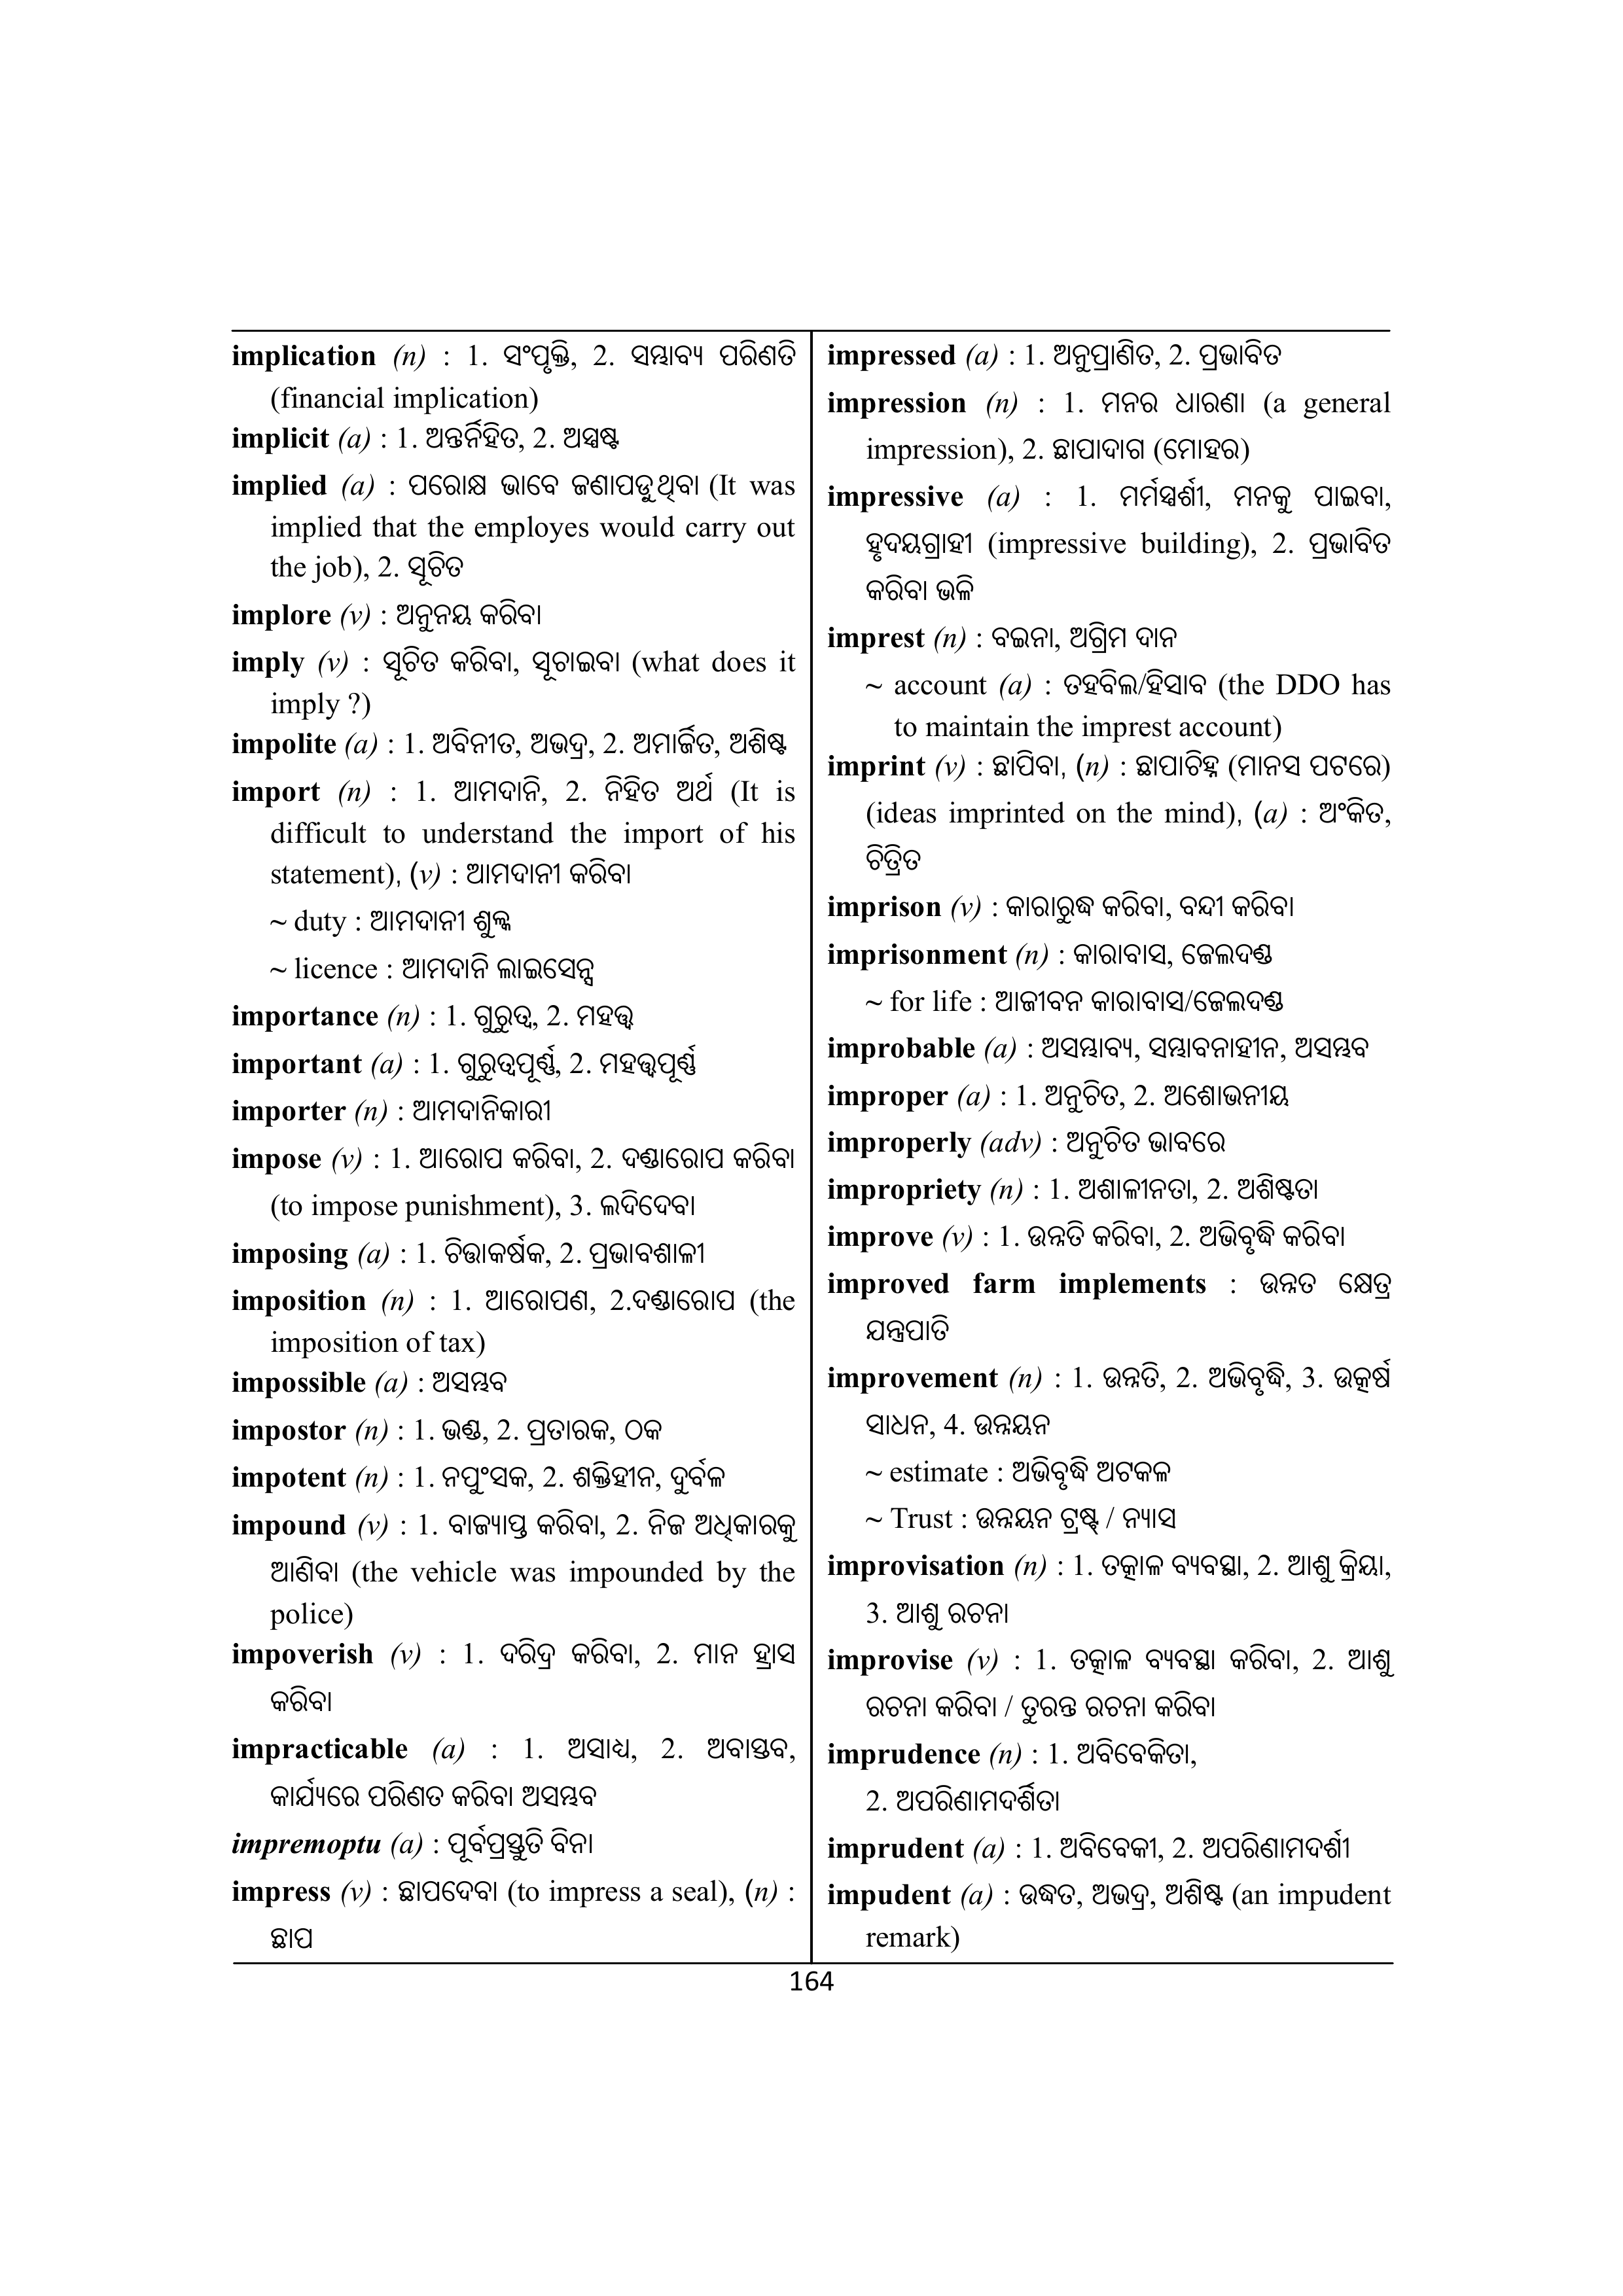 implication (n) : 1. ସଂପୃକ୍ତି, 2. ସମ୍ଭାବ୍ୟ ପରିଣତି
(financial implication)
implicit (a) : 1. ଅନ୍ତର୍ନିହିତ, 2. ଅସ୍ପଷ୍ଟ
implied (a) : ପରୋକ୍ଷ ଭାବେ ଜଣାପଡୁଥିବା (It was
implied that the employes would carry out
the job), 2. ସୂଚିତ
implore (v) : ଅନୁନୟ କରିବା
imply (v) : ସୂଚିତ କରିବା, ସୂଚାଇବା (what does it
imply ?)
impolite (a) : 1. ଅବିନୀତ, ଅଭଦ୍ର, 2. ଅମାର୍ଜିତ, ଅଶିଷ୍ଟ
import (n) : 1. ଆମଦାନି, 2. ନିହିତ ଅର୍ଥ (It is
difficult to understand the import of his
statement), (v) : ଆମଦାନୀ କରିବା
~ duty : ଆମଦାନୀ ଶୁଳ୍କ
~ licence : ଆମଦାନି ଲାଇସେନ୍ସ
importance (n) : 1. ଗୁରୁତ୍ୱ, 2. ମହତ୍ତ୍ୱ
important (a) : 1. ଗୁରୁତ୍ୱପୂର୍ଣ୍ଣ, 2. ମହତ୍ତ୍ୱପୂର୍ଣ୍ଣ
importer (n) : ଆମଦାନିକାରୀ
impose (v) : 1. ଆରୋପ କରିବା, 2. ଦଣ୍ଡାରୋପ କରିବା
(to impose punishment), 3. ଲଦିଦେବା
imposing (a) : 1. ଚିତ୍ତାକର୍ଷକ, 2. ପ୍ରଭାବଶାଳୀ
imposition (n) : 1. ଆରୋପଣ, 2.ଦଣ୍ଡାରୋପ (the
imposition of tax)
impossible (a) : ଅସମ୍ଭବ
impostor (n) : 1. ଭଣ୍ଡ, 2. ପ୍ରତାରକ, ଠକ
impotent (n) : 1. ନପୁଂସକ, 2. ଶକ୍ତିହୀନ, ଦୁର୍ବଳ
impound (v) : 1. ବାଜ୍ୟାପ୍ତ କରିବା, 2. ନିଜ ଅଧିକାରକୁ
ଆଣିବା (the vehicle was impounded by the
police)
impoverish (v) : 1. ଦରିଦ୍ର କରିବା, 2. ମାନ ହ୍ରାସ
କରିବା
impracticable (a) : 1. ଅସାଧ୍ୟ, 2. ଅବାସ୍ତବ,
କାର୍ଯ୍ୟରେ ପରିଣତ କରିବା ଅସମ୍ଭବ
impremoptu (a) : ପୂର୍ବପ୍ରସ୍ତୁତି ବିନା
impress (v) : ଛାପଦେବା (to impress a seal), (n) :
ଛାପ
impressed (a) : 1. ଅନୁପ୍ରାଣିତ, 2. ପ୍ରଭାବିତ
impression (n) : 1. ମନର ଧାରଣା (a general
impression), 2. ଛାପାଦାଗ (ମୋହର)
impressive (a) : 1. ମର୍ମସ୍ପର୍ଶୀ, ମନକୁ ପାଇବା,
ହୃଦୟଗ୍ରାହୀ (impressive building), 2. ପ୍ରଭାବିତ
କରିବା ଭଳି
imprest (n) : ବଇନା, ଅଗ୍ରିମ ଦାନ
~ account (a) : ତହବିଲ/ହିସାବ (the DDO has
to maintain the imprest account)
imprint (v) : ଛାପିବା, (n) : ଛାପାଚିହ୍ନ (ମାନସ ପଟରେ)
(ideas imprinted on the mind), (a) : ଅଂକିତ,
ଚିତ୍ରିତ
imprison (v) : କାରାରୁଦ୍ଧ କରିବା, ବନ୍ଦୀ କରିବା
imprisonment (n) : କାରାବାସ, ଜେଲଦଣ୍ଡ
~ for life : ଆଜୀବନ କାରାବାସ/ଜେଲଦଣ୍ଡ
improbable (a) : ଅସମ୍ଭାବ୍ୟ, ସମ୍ଭାବନାହୀନ, ଅସମ୍ଭବ
improper (a) : 1. ଅନୁଚିତ, 2. ଅଶୋଭନୀୟ
improperly (adv) : ଅନୁଚିତ ଭାବରେ
impropriety (n) : 1. ଅଶାଳୀନତା, 2. ଅଶିଷ୍ଟତା
improve (v) : 1. ଉନ୍ନତି କରିବା, 2. ଅଭିବୃଦ୍ଧି କରିବା
improved farm implements : ଉନ୍ନତ କ୍ଷେତ୍ର
ଯନ୍ତ୍ରପାତି
improvement (n) : 1. ଉନ୍ନତି, 2. ଅଭିବୃଦ୍ଧି, 3. ଉତ୍କର୍ଷ
ସାଧନ, 4. ଉନ୍ନୟନ
~ estimate : ଅଭିବୃଦ୍ଧି ଅଟକଳ
~ Trust : ଉନ୍ନୟନ ଟ୍ରଷ୍ଟ୍ / ନ୍ୟାସ
improvisation (n) : 1. ତତ୍କାଳ ବ୍ୟବସ୍ଥା, 2. ଆଶୁ କ୍ରିୟା,
3. ଆଶୁ ରଚନା
improvise (v) : 1. ତତ୍କାଳ ବ୍ୟବସ୍ଥା କରିବା, 2. ଆଶୁ
ରଚନା କରିବା / ତୁରନ୍ତ ରଚନା କରିବା
imprudence (n) : 1. ଅବିବେକିତା,
2. ଅପରିଣାମଦର୍ଶିତା
imprudent (a) : 1. ଅବିବେକୀ, 2. ଅପରିଣାମଦର୍ଶୀ
impudent (a) : ଉଦ୍ଧତ, ଅଭଦ୍ର, ଅଶିଷ୍ଟ (an impudent
remark)
164